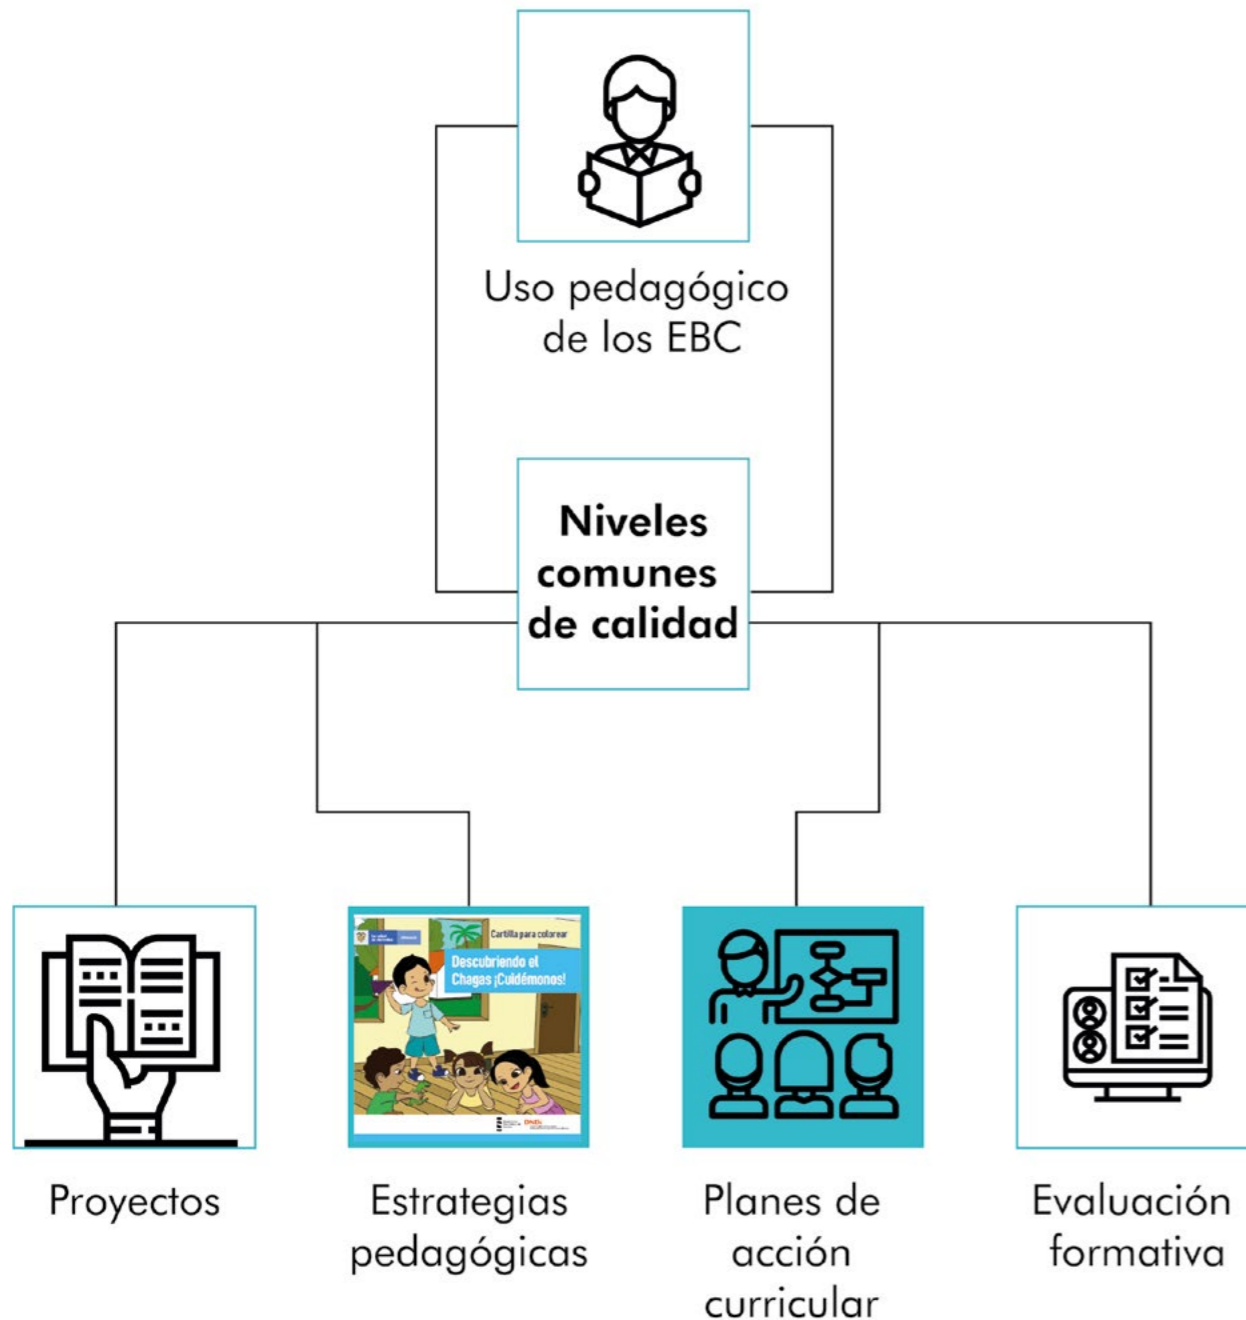 Uso pedagógico
de los EBC
Niveles
comunes
de calidad
Cartilla para colorear
Descubriendo el
Chagas ¡Cuidémonos!
DNDi
Proyectos
Estrategias
pedagógicas
Planes de
acción
curricular
Evaluación
formativa